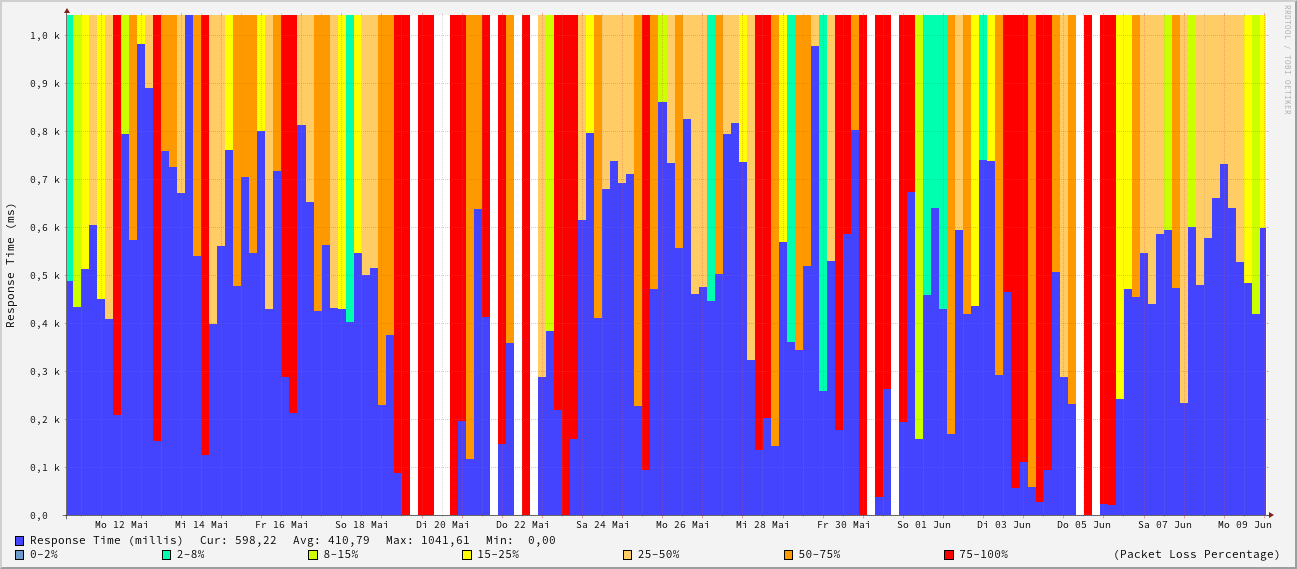 RRDTOOL / TOBI OETIKER
Response Time (ms)
1,0 k
0,9 k
0,8 k
0,7 k
0,6 k
0,5 k
0,4 k
0,3 k
0,2 k
0,1 k
0,0
Mo 12 Mai Mi 14 Mai Fr 16 Mai So 18 Mai Di 20 Mai Do 22 Mai Sa 24 Mai Mo 26 Mai Mi 28 Mai Fr 30 Mai So 01 Jun Di 03 Jun Do 05 Jun Sa 07 Jun Mo 09 Jun
Response Time (millis) Cur: 598,22 Avg: 410,79 Max: 1041,61 Min: 0,00
0-2% 2-8% 8-15% 15-25% 25-50% 50-75% 75-100% (Packet Loss Percentage)